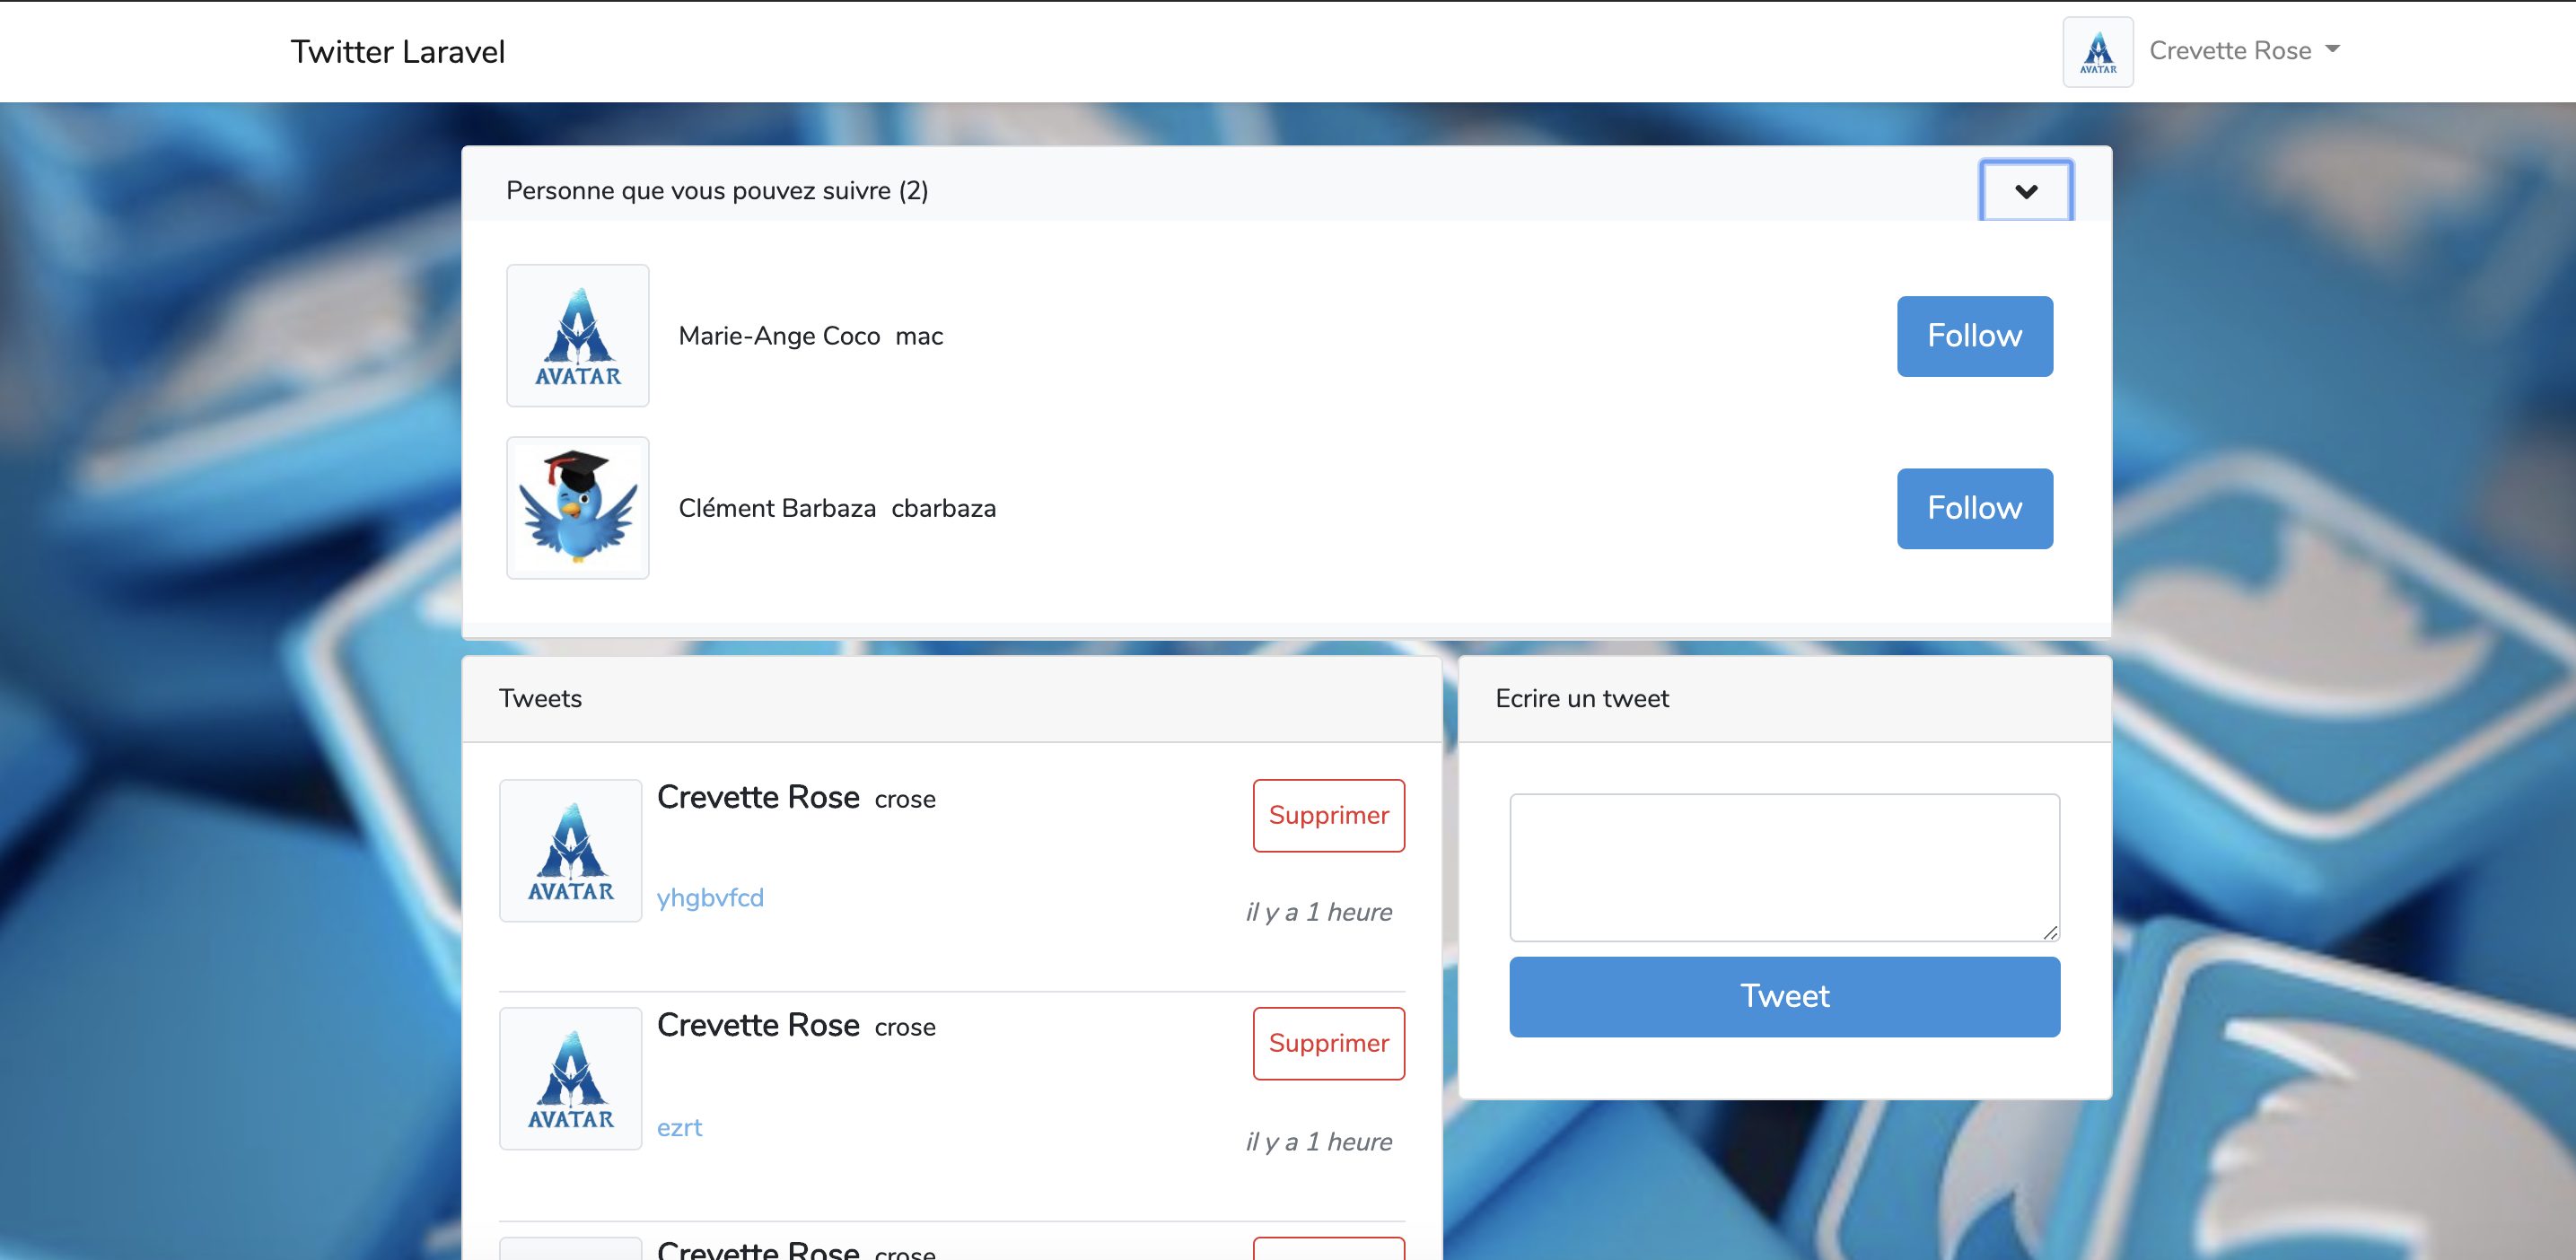 Twitter Laravel
AVATAR
Crevette Rose
Personne que vous pouvez suivre (2)
AVATAR
Marie-Ange Coco mac
Follow
Clément Barbaza cbarbaza
Follow
Tweets
AVATAR
Crevette Rose crose
Supprimer
yhgbvfcd
il y a 1 heure
AVATAR
Crevette Rose crose
Supprimer
ezrt
il y a 1 heure
Crevette Rose crose
Ecrire un tweet
Tweet